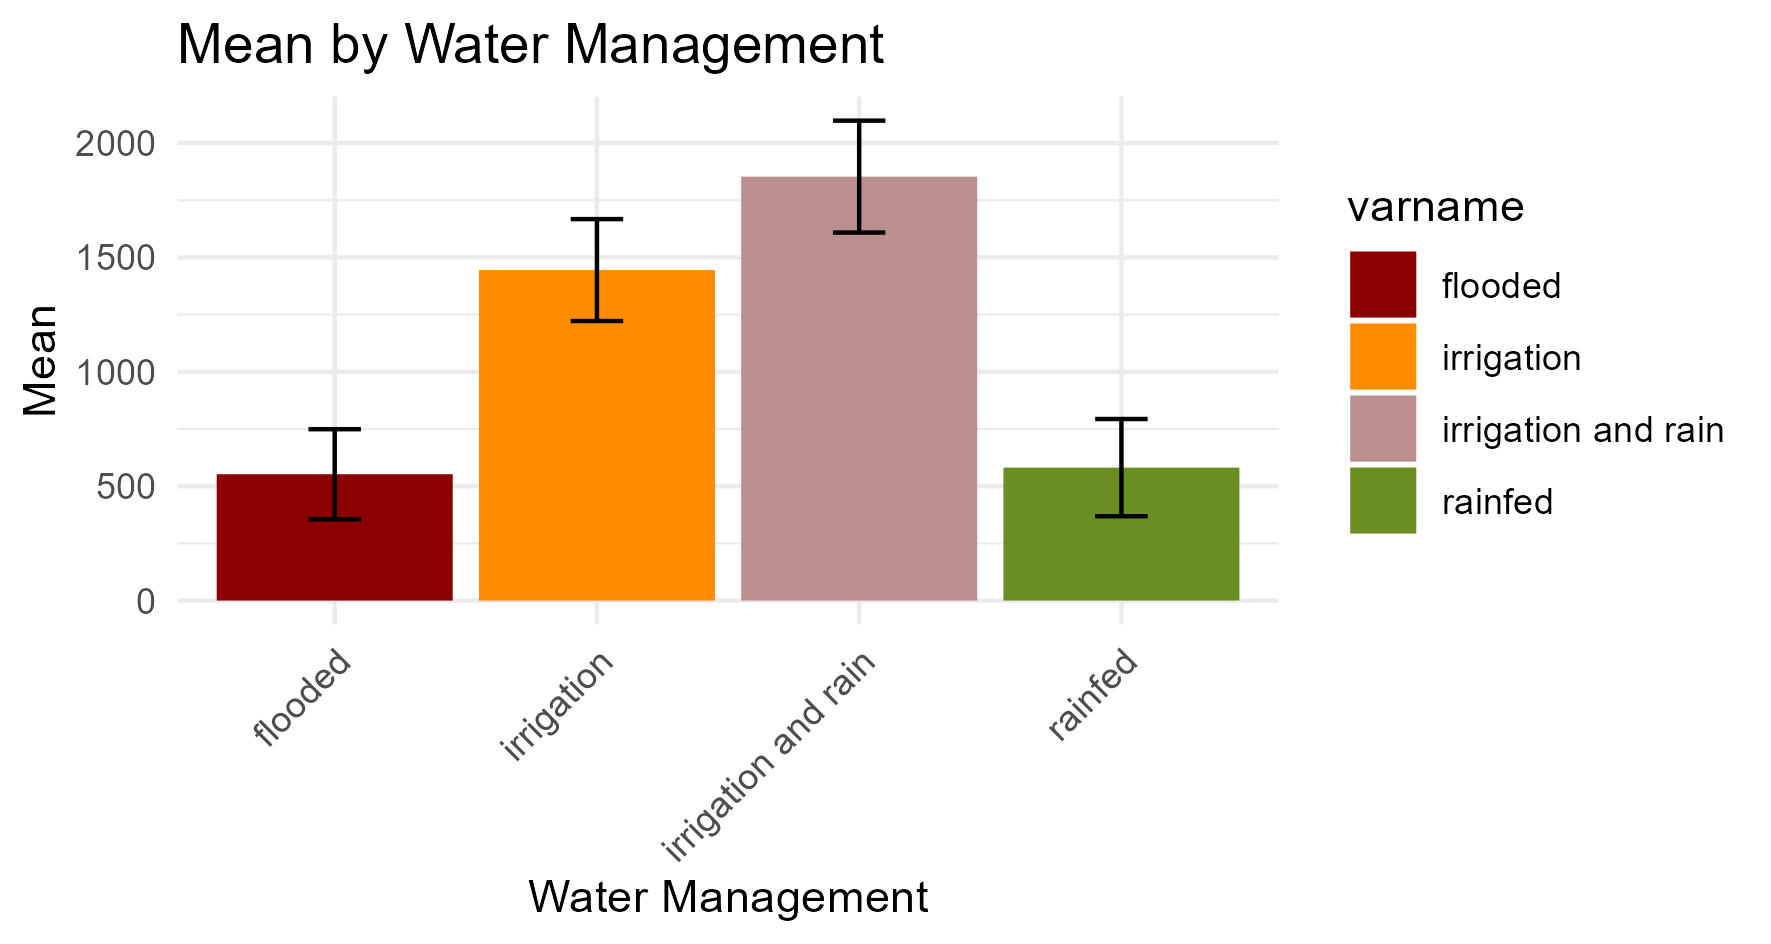 Mean by Water Management
Mean
2000
1500
1000
500
0
flooded
irrigation
irrigation and rain
rainfed
Water Management
varname
flooded
irrigation
irrigation and rain
rainfed